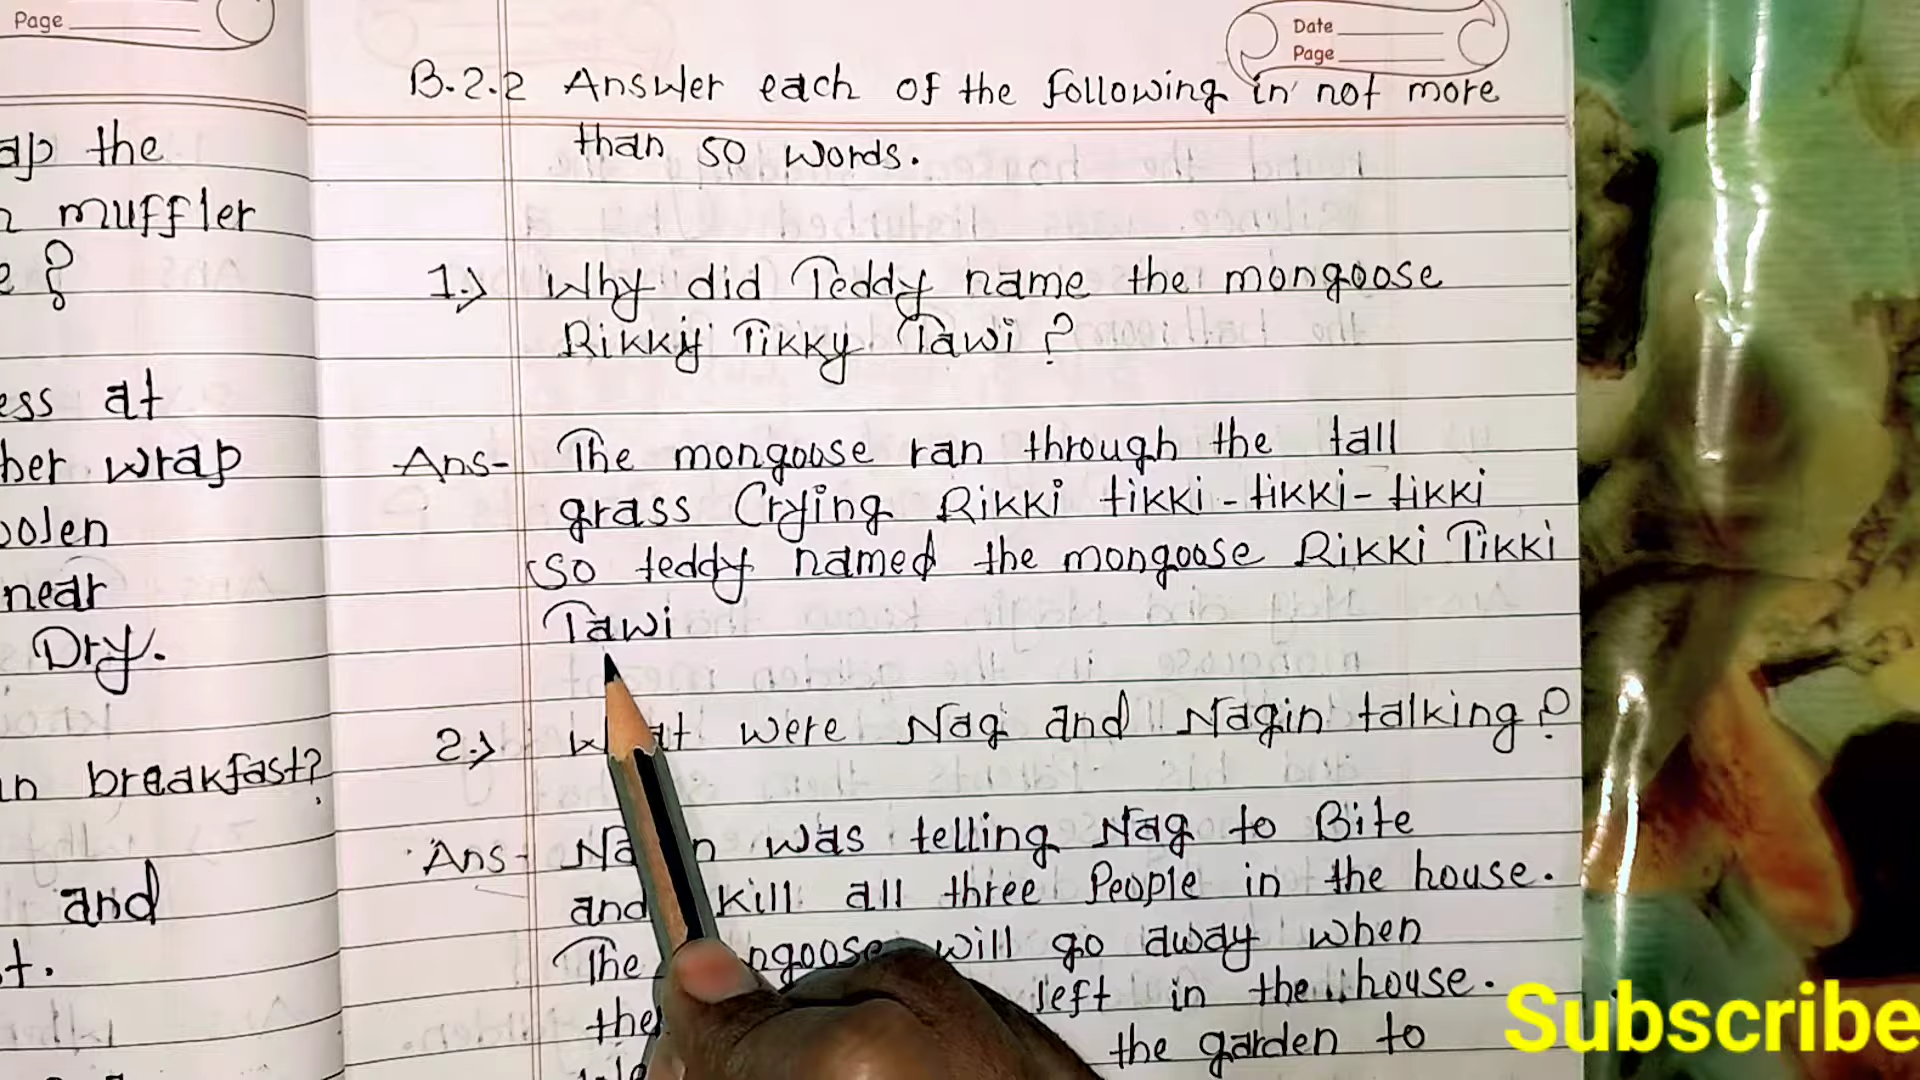 Page
ap the
muffler
e ?
ess at
her wrap
oolen
near
Dry.
in breakfast?
and
t.
Date
Page
B.2.2 Answer each of the following in not more
than 50 words.
1.) Why did Teddy name the mongoose
Rikky Tikky Tawi ?
Ans- The mongoose ran through the tall
grass Crying Rikki tikki - tikki - tikki
So teddy named the mongoose Rikki Tikki
Tawi
2.) were Nag and Nagin talking ?
Ans- was telling Nag to Bite
and kill all three People in the house.
The will go away when
left in the house.
the garden to
Subscribe